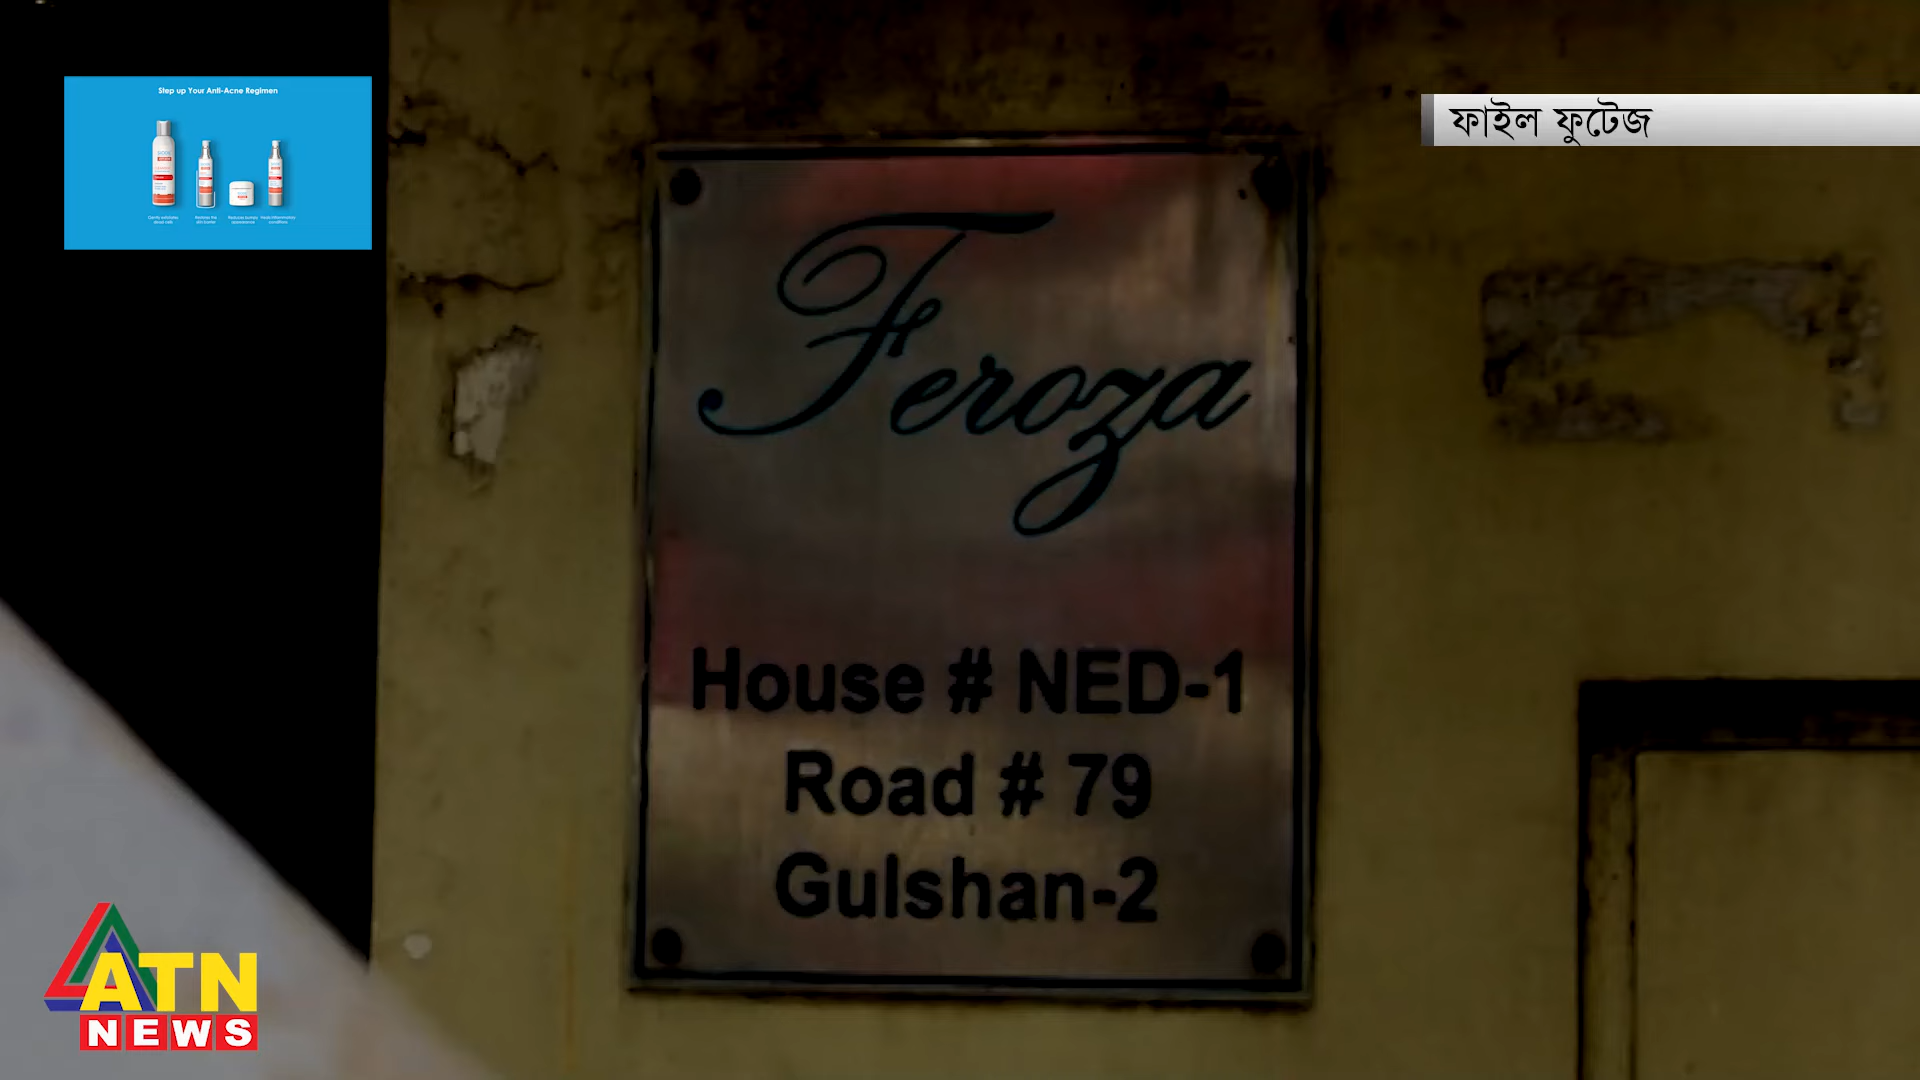 Step up Your Anti-Acne Regimen
ফাইল ফুটেজ
Feroza
House # NED-1
Road # 79
Gulshan-2
ATN
NEWS